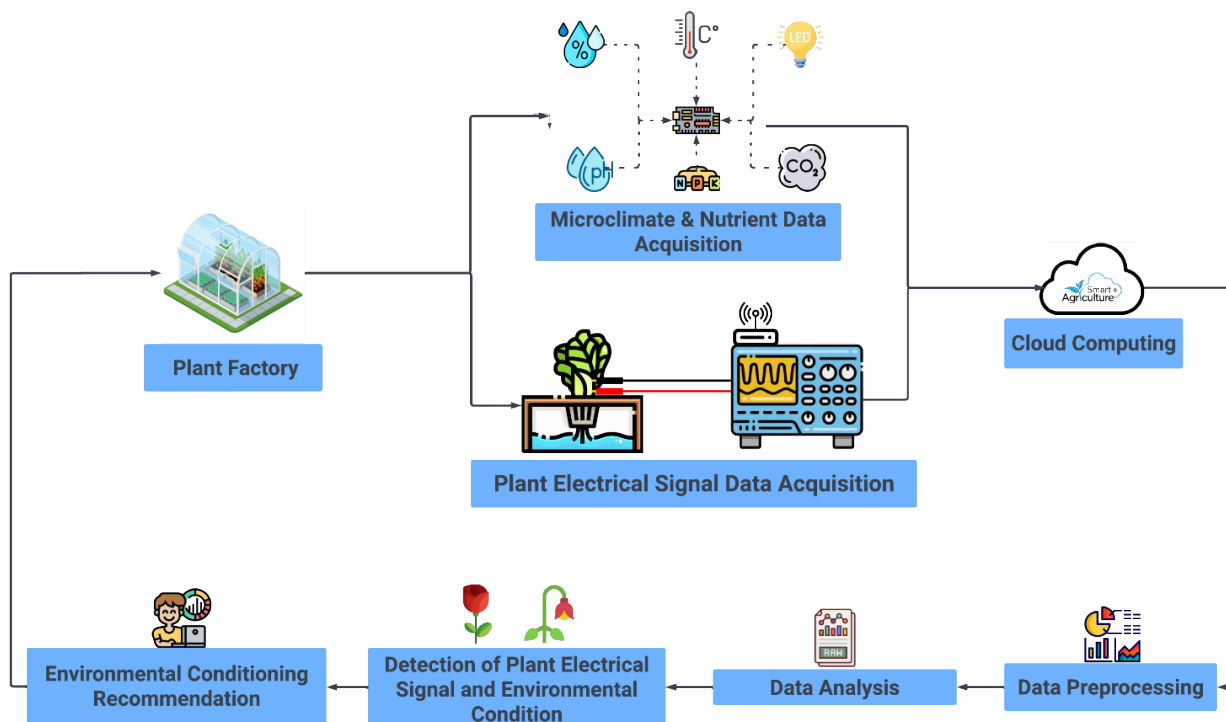 %
C°
LED
pH
N P K
CO₂
Microclimate & Nutrient Data
Acquisition
Plant Factory
Smart
Agriculture
Cloud Computing
Plant Electrical Signal Data Acquisition
Environmental Conditioning
Recommendation
Detection of Plant Electrical
Signal and Environmental
Condition
RAW
Data Analysis
Data Preprocessing